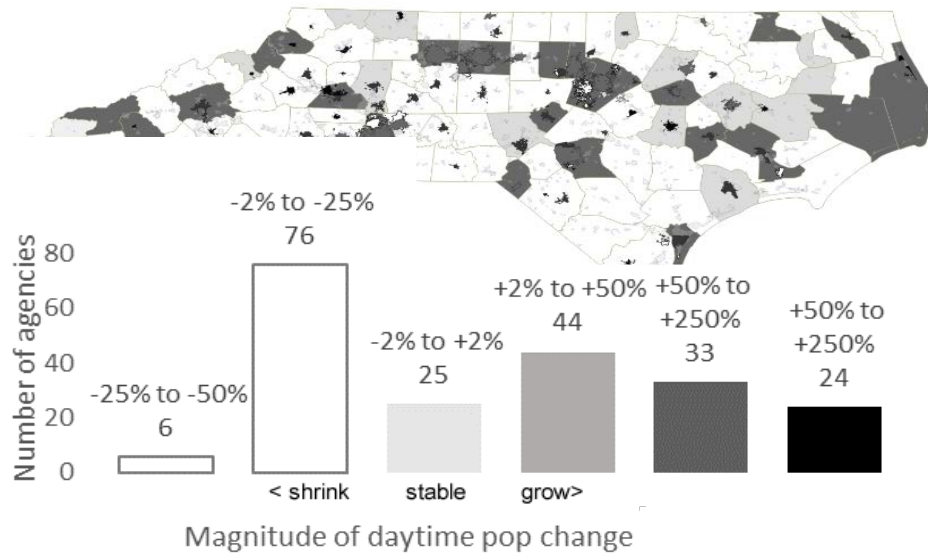 -2% to -25%
76
Number of agencies
80
60
40
20
0
-25% to -50%
6
-2% to +2%
25
+2% to +50%
44
+50% to
+250%
33
+50% to
+250%
24
< shrink
stable
grow>
Magnitude of daytime pop change